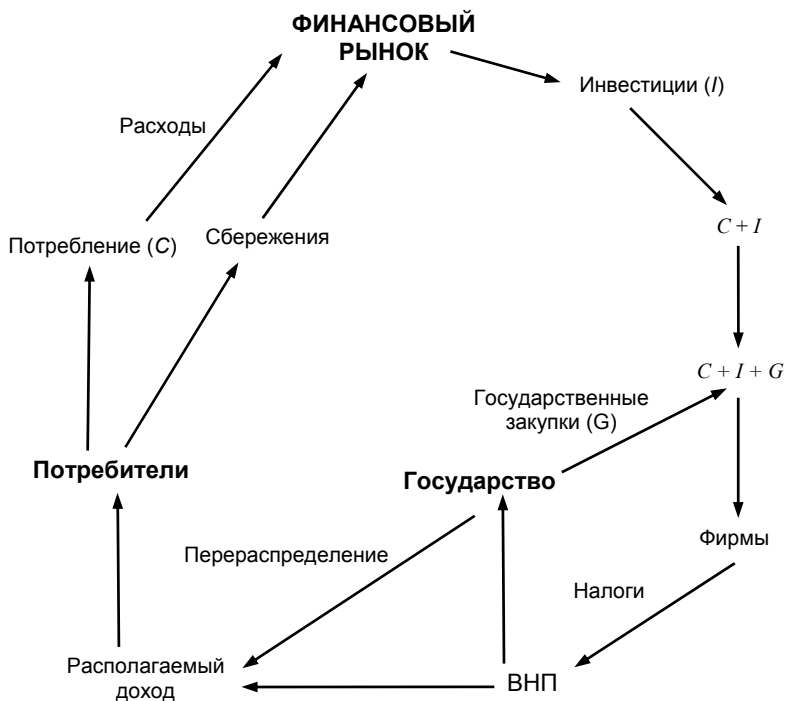 ФИНАНСОВЫЙ
РЫНОК
Инвестиции (I)
Расходы
Потребление (C)
Сбережения
C + I
C + I + G
Государственные
закупки (G)
Потребители
Государство
Фирмы
Перераспределение
Налоги
Располагаемый
доход
ВНП